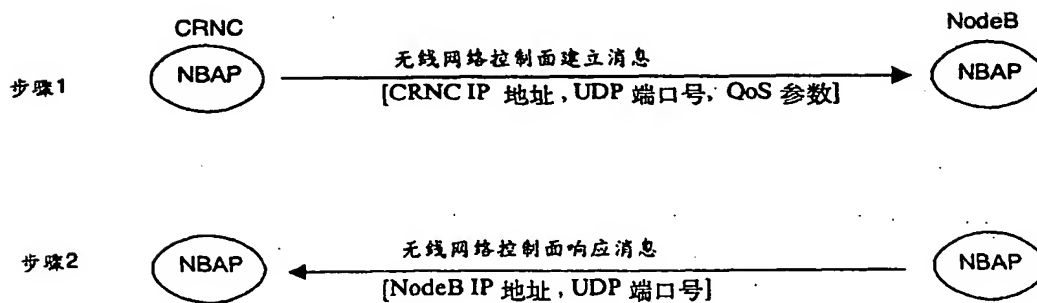 CRNC
NodeB
步骤1
NBAP
无线网络控制面建立消息
NBAP
[CRNC IP 地址, UDP 端口号, QoS 参数]
步骤2
NBAP
无线网络控制面响应消息
NBAP
[NodeB IP 地址, UDP 端口号]